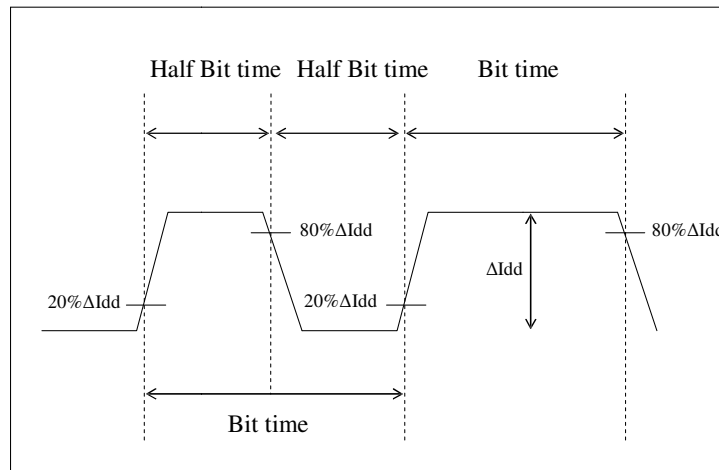 Half Bit time
Half Bit time
Bit time
80%ΔIdd
80%ΔIdd
ΔIdd
20%ΔIdd
20%ΔIdd
Bit time